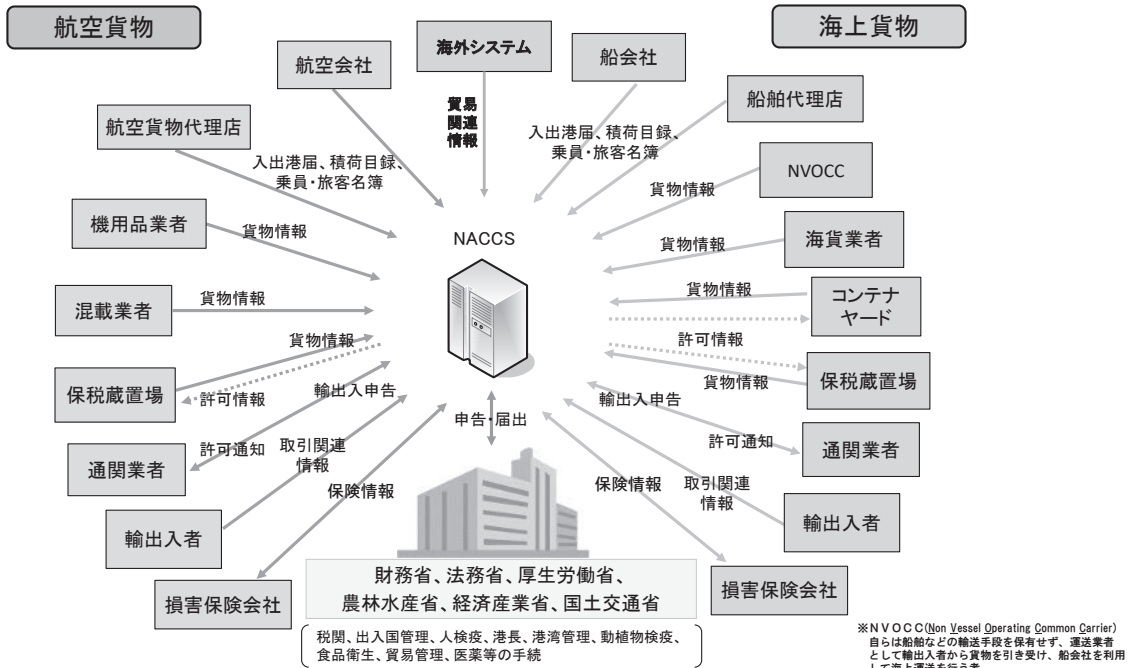 航空貨物
海上貨物
海外システム
航空会社
船会社
航空貨物代理店
船舶代理店
貿易
関連
情報
入出港届、積荷目録、
乗員・旅客名簿
入出港届、積荷目録、
乗員・旅客名簿
NVOCC
貨物情報
機用品業者
貨物情報
NACCS
海貨業者
貨物情報
混載業者
貨物情報
コンテナ
ヤード
貨物情報
保税蔵置場
貨物情報
許可情報
許可情報
貨物情報
保税蔵置場
輸出入申告
許可通知
通関業者
申告・届出
輸出入申告
許可通知
通関業者
取引関連
情報
輸出入者
保険情報
損害保険会社
保険情報
取引関連
情報
輸出入者
損害保険会社
財務省、法務省、厚生労働省、
農林水産省、経済産業省、国土交通省
税関、出入国管理、人検疫、港長、港湾管理、動植物検疫、
食品衛生、貿易管理、医薬等の手続
※NVOCC(Non Vessel Operating Common Carrier)
自らは船舶などの輸送手段を保有せず、運送業者
として輸出入者から貨物を引き受け、船会社を利用
して海上運送を行う者